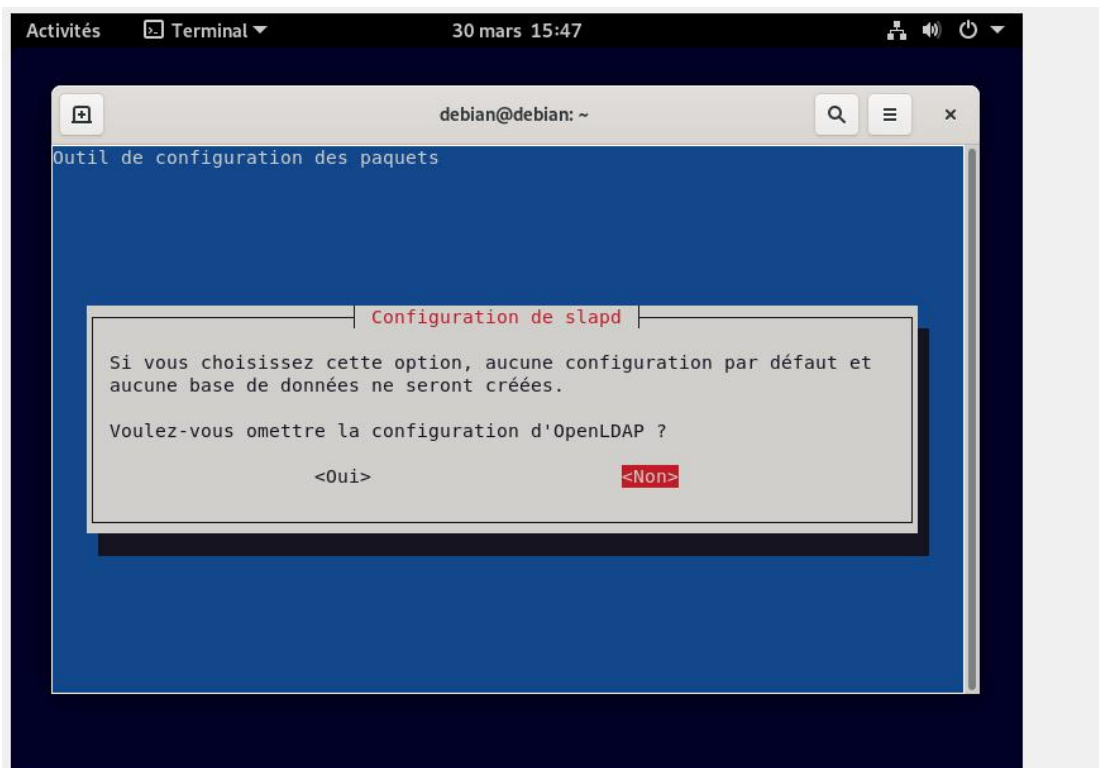 Activités Terminal 30 mars 15:47
debian@debian: ~
Outil de configuration des paquets
Configuration de slapd
Si vous choisissez cette option, aucune configuration par défaut et
aucune base de données ne seront créées.
Voulez-vous omettre la configuration d'OpenLDAP ?
<Oui> <Non>